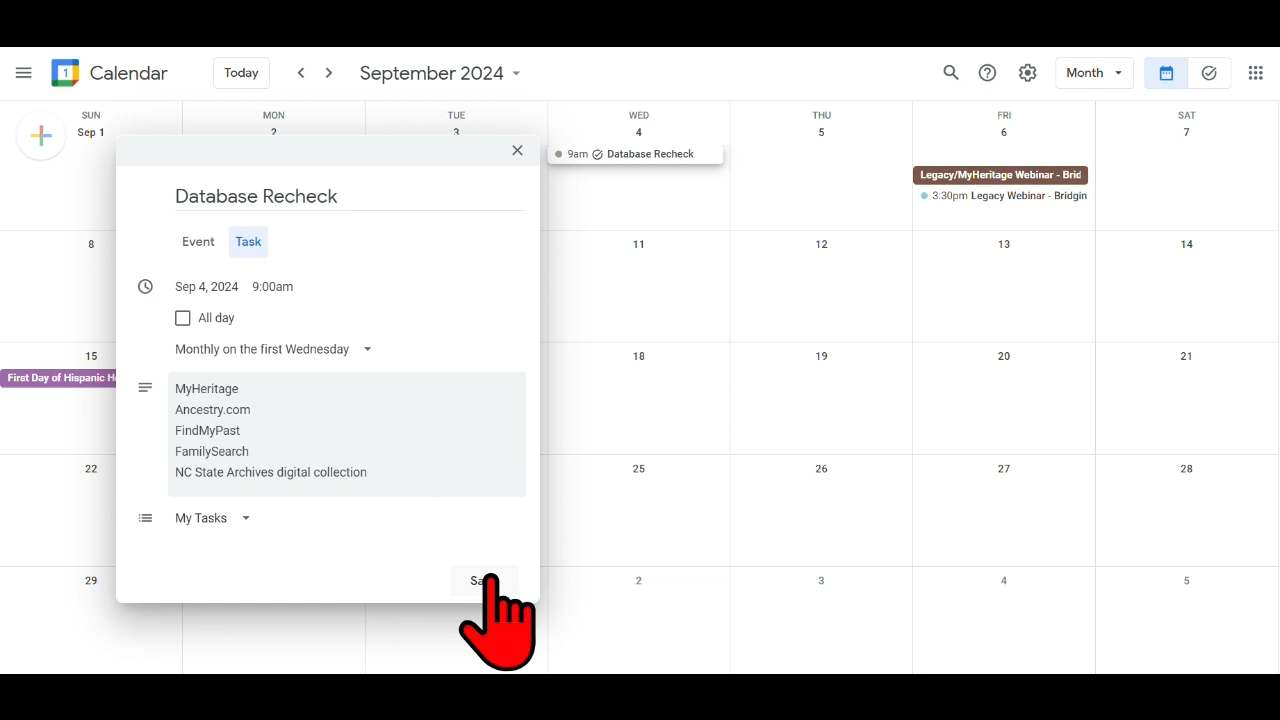 1 Calendar Today September 2024 Month
SUN MON TUE WED THU FRI SAT
Sep 1 2 3 4 5 6 7
9am Database Recheck
Legacy/MyHeritage Webinar - Brid
3:30pm Legacy Webinar - Bridgin
Database Recheck
Event Task
8 11 12 13 14
Sep 4, 2024 9:00am
All day
Monthly on the first Wednesday
15 18 19 20 21
First Day of Hispanic He
MyHeritage
Ancestry.com
FindMyPast
FamilySearch
NC State Archives digital collection
22 25 26 27 28
My Tasks
29 2 3 4 5